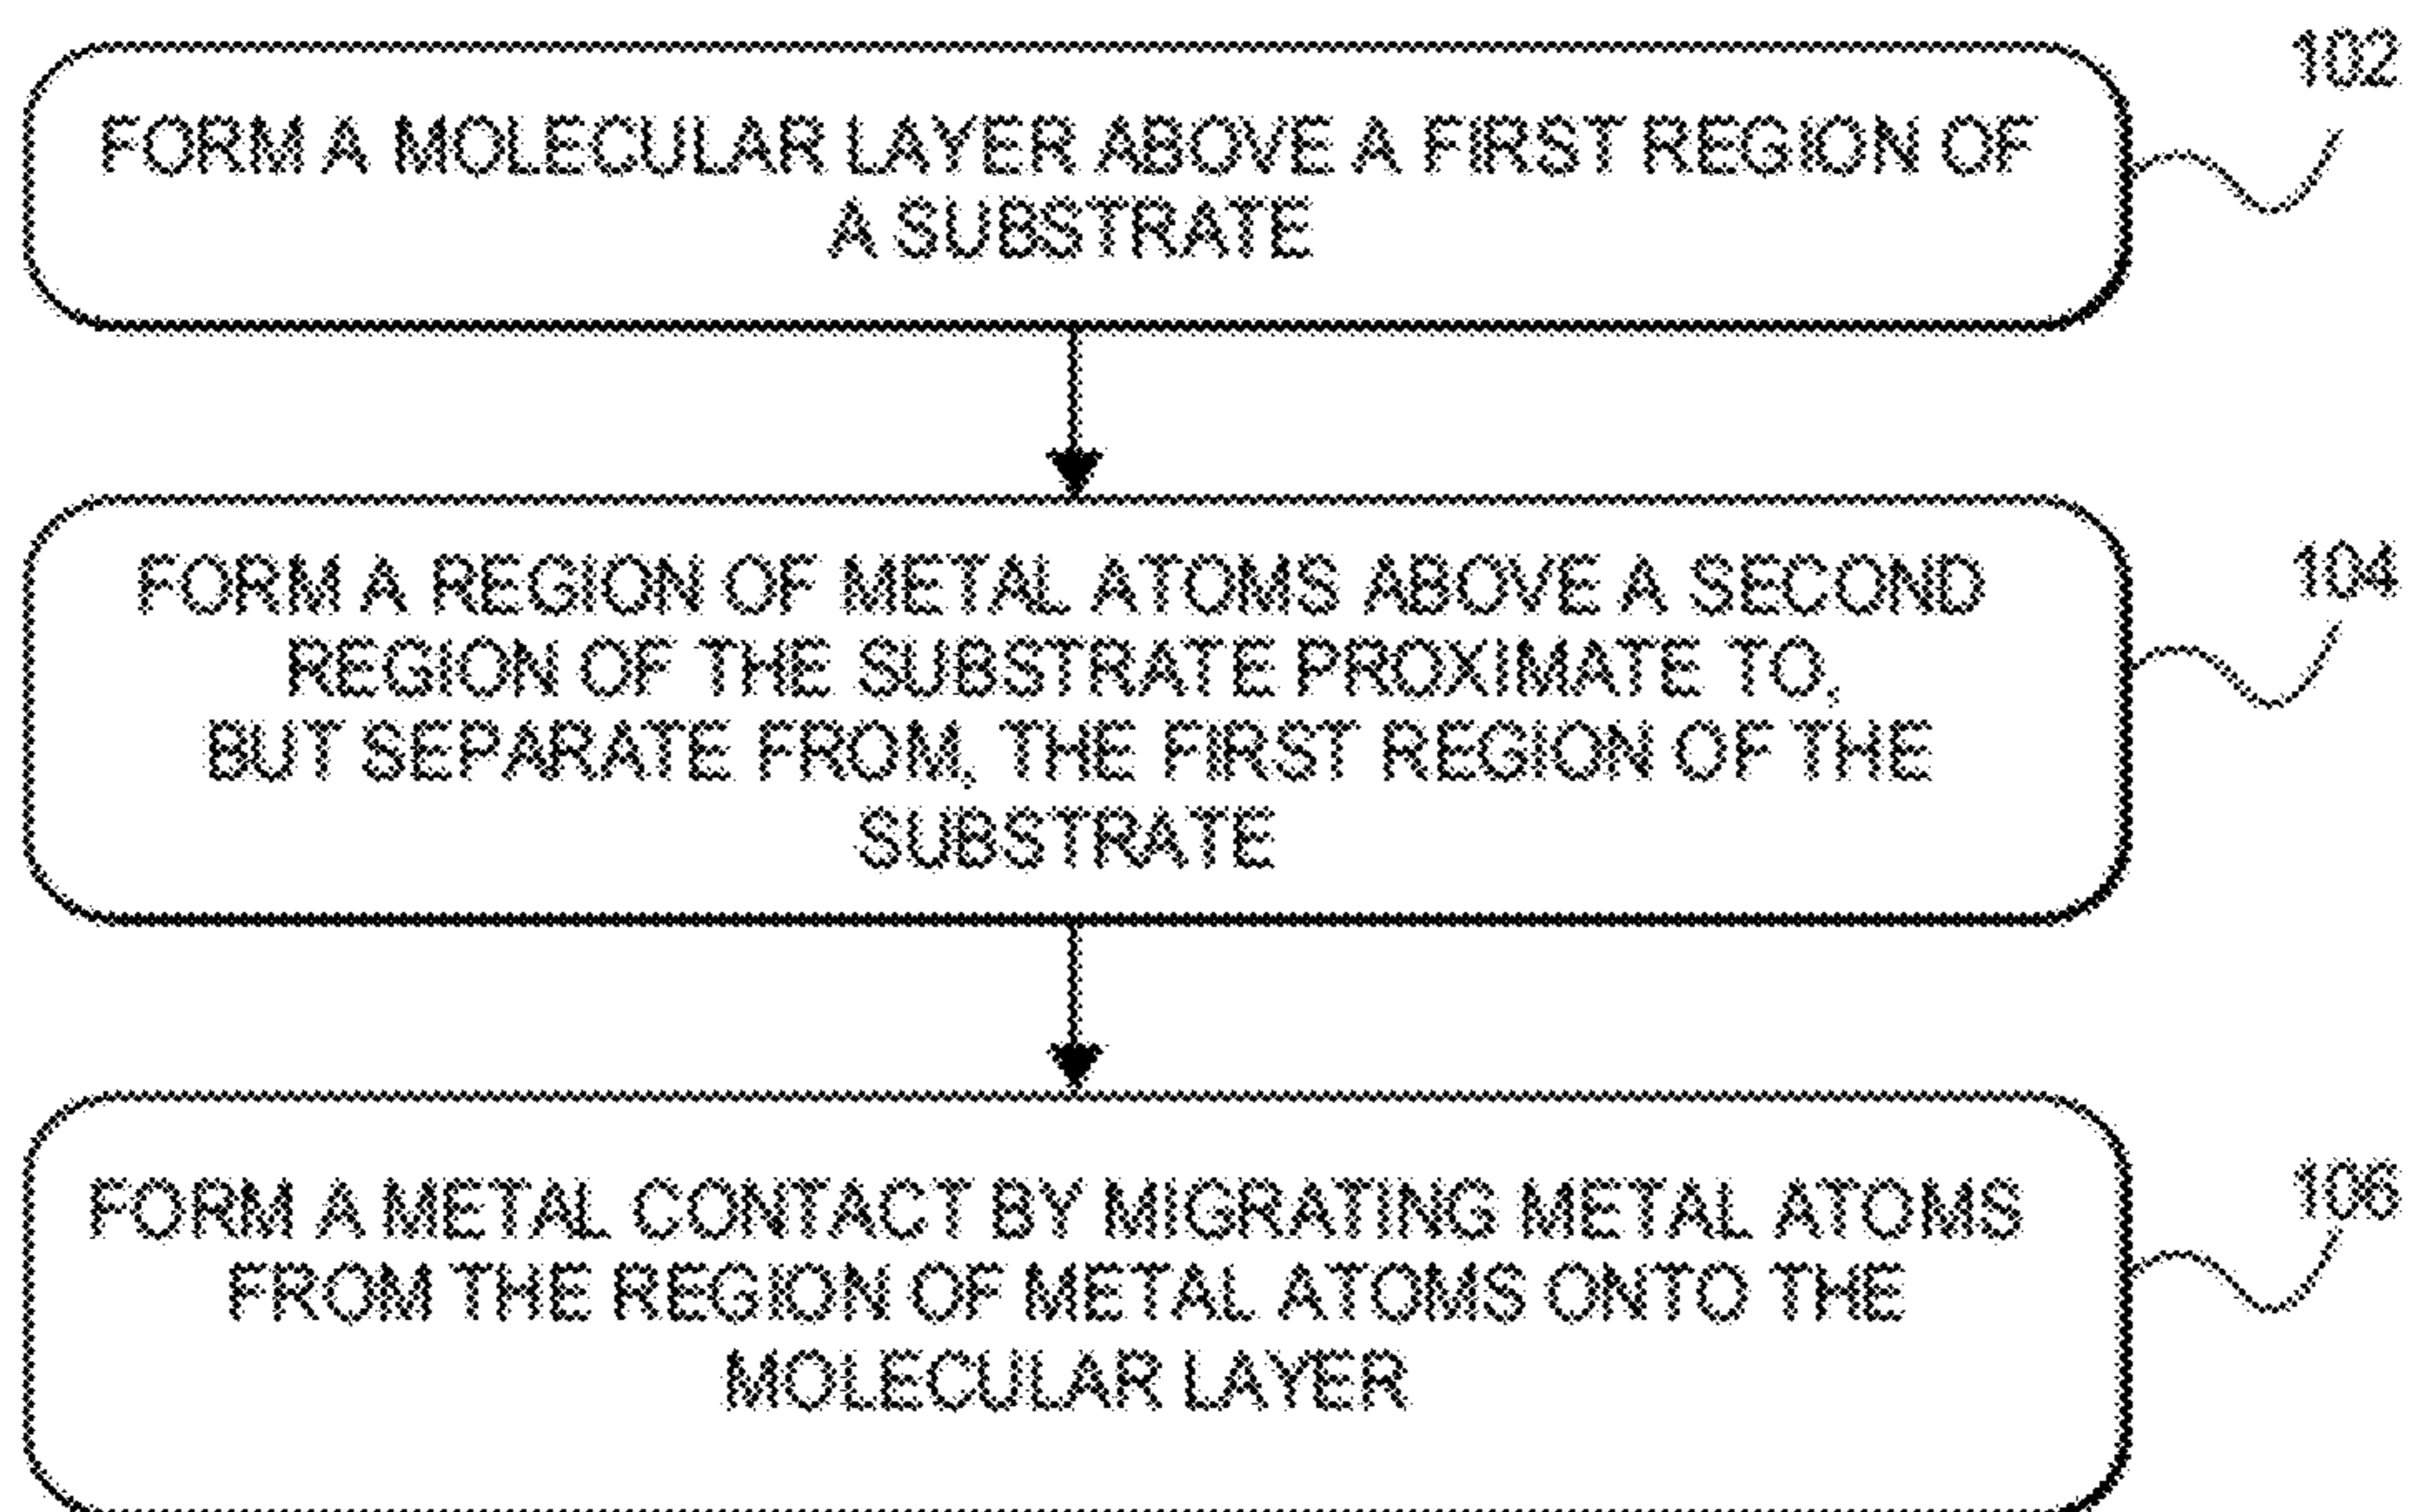 102
FORM A MOLECULAR LAYER ABOVE A FIRST REGION OF
A SUBSTRATE
104
FORM A REGION OF METAL ATOMS ABOVE A SECOND
REGION OF THE SUBSTRATE PROXIMATE TO,
BUT SEPARATE FROM, THE FIRST REGION OF THE
SUBSTRATE
106
FORM A METAL CONTACT BY MIGRATING METAL ATOMS
FROM THE REGION OF METAL ATOMS ONTO THE
MOLECULAR LAYER